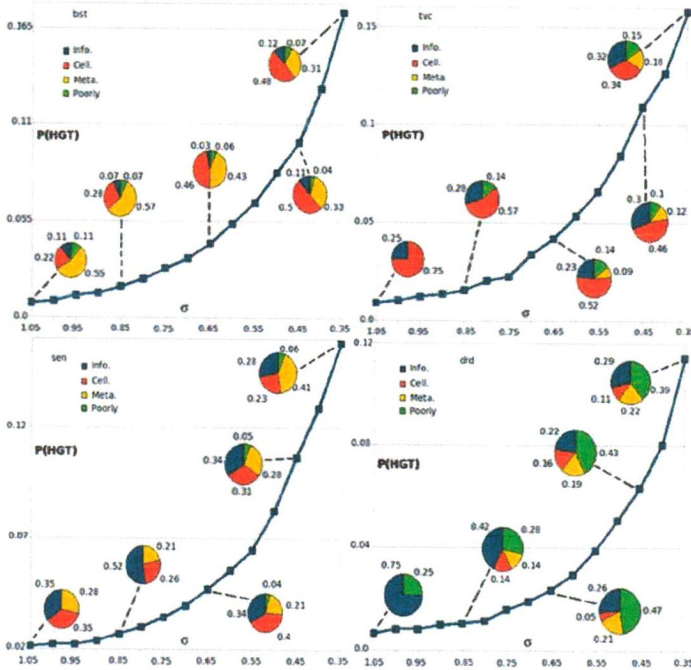 bst
0.165
Info.
Cell.
Meta.
Poorly
0.12
0.07
0.48
0.31
0.11
P(HGT)
0.03
0.06
0.46
0.43
0.11
0.04
0.5
0.33
0.07
0.07
0.28
0.57
0.055
0.11
0.11
0.22
0.55
0.0
1.05 0.95 0.85 0.75 0.65 0.55 0.45 0.35
σ
tvc
0.15
Info.
Cell.
Meta.
Poorly
0.15
0.32
0.18
0.34
0.1
P(HGT)
0.14
0.28
0.57
0.3
0.1
0.12
0.46
0.05
0.25
0.75
0.14
0.23
0.09
0.52
0.0
1.05 0.95 0.85 0.75 0.65 0.55 0.45 0.35
σ
sen
Info.
Cell.
Meta.
Poorly
0.06
0.28
0.23
0.41
0.12
P(HGT)
0.05
0.34
0.28
0.31
0.07
0.21
0.52
0.26
0.35
0.28
0.35
0.04
0.34
0.21
0.4
0.02
1.05 0.95 0.85 0.75 0.65 0.55 0.45 0.35
σ
0.12
drd
Info.
Cell.
Meta.
Poorly
0.29
0.11
0.39
0.22
0.08
P(HGT)
0.22
0.43
0.16
0.19
0.42
0.28
0.14
0.14
0.04
0.75
0.25
0.26
0.47
0.05
0.21
0.00
1.05 0.95 0.85 0.75 0.65 0.55 0.45 0.35
σ